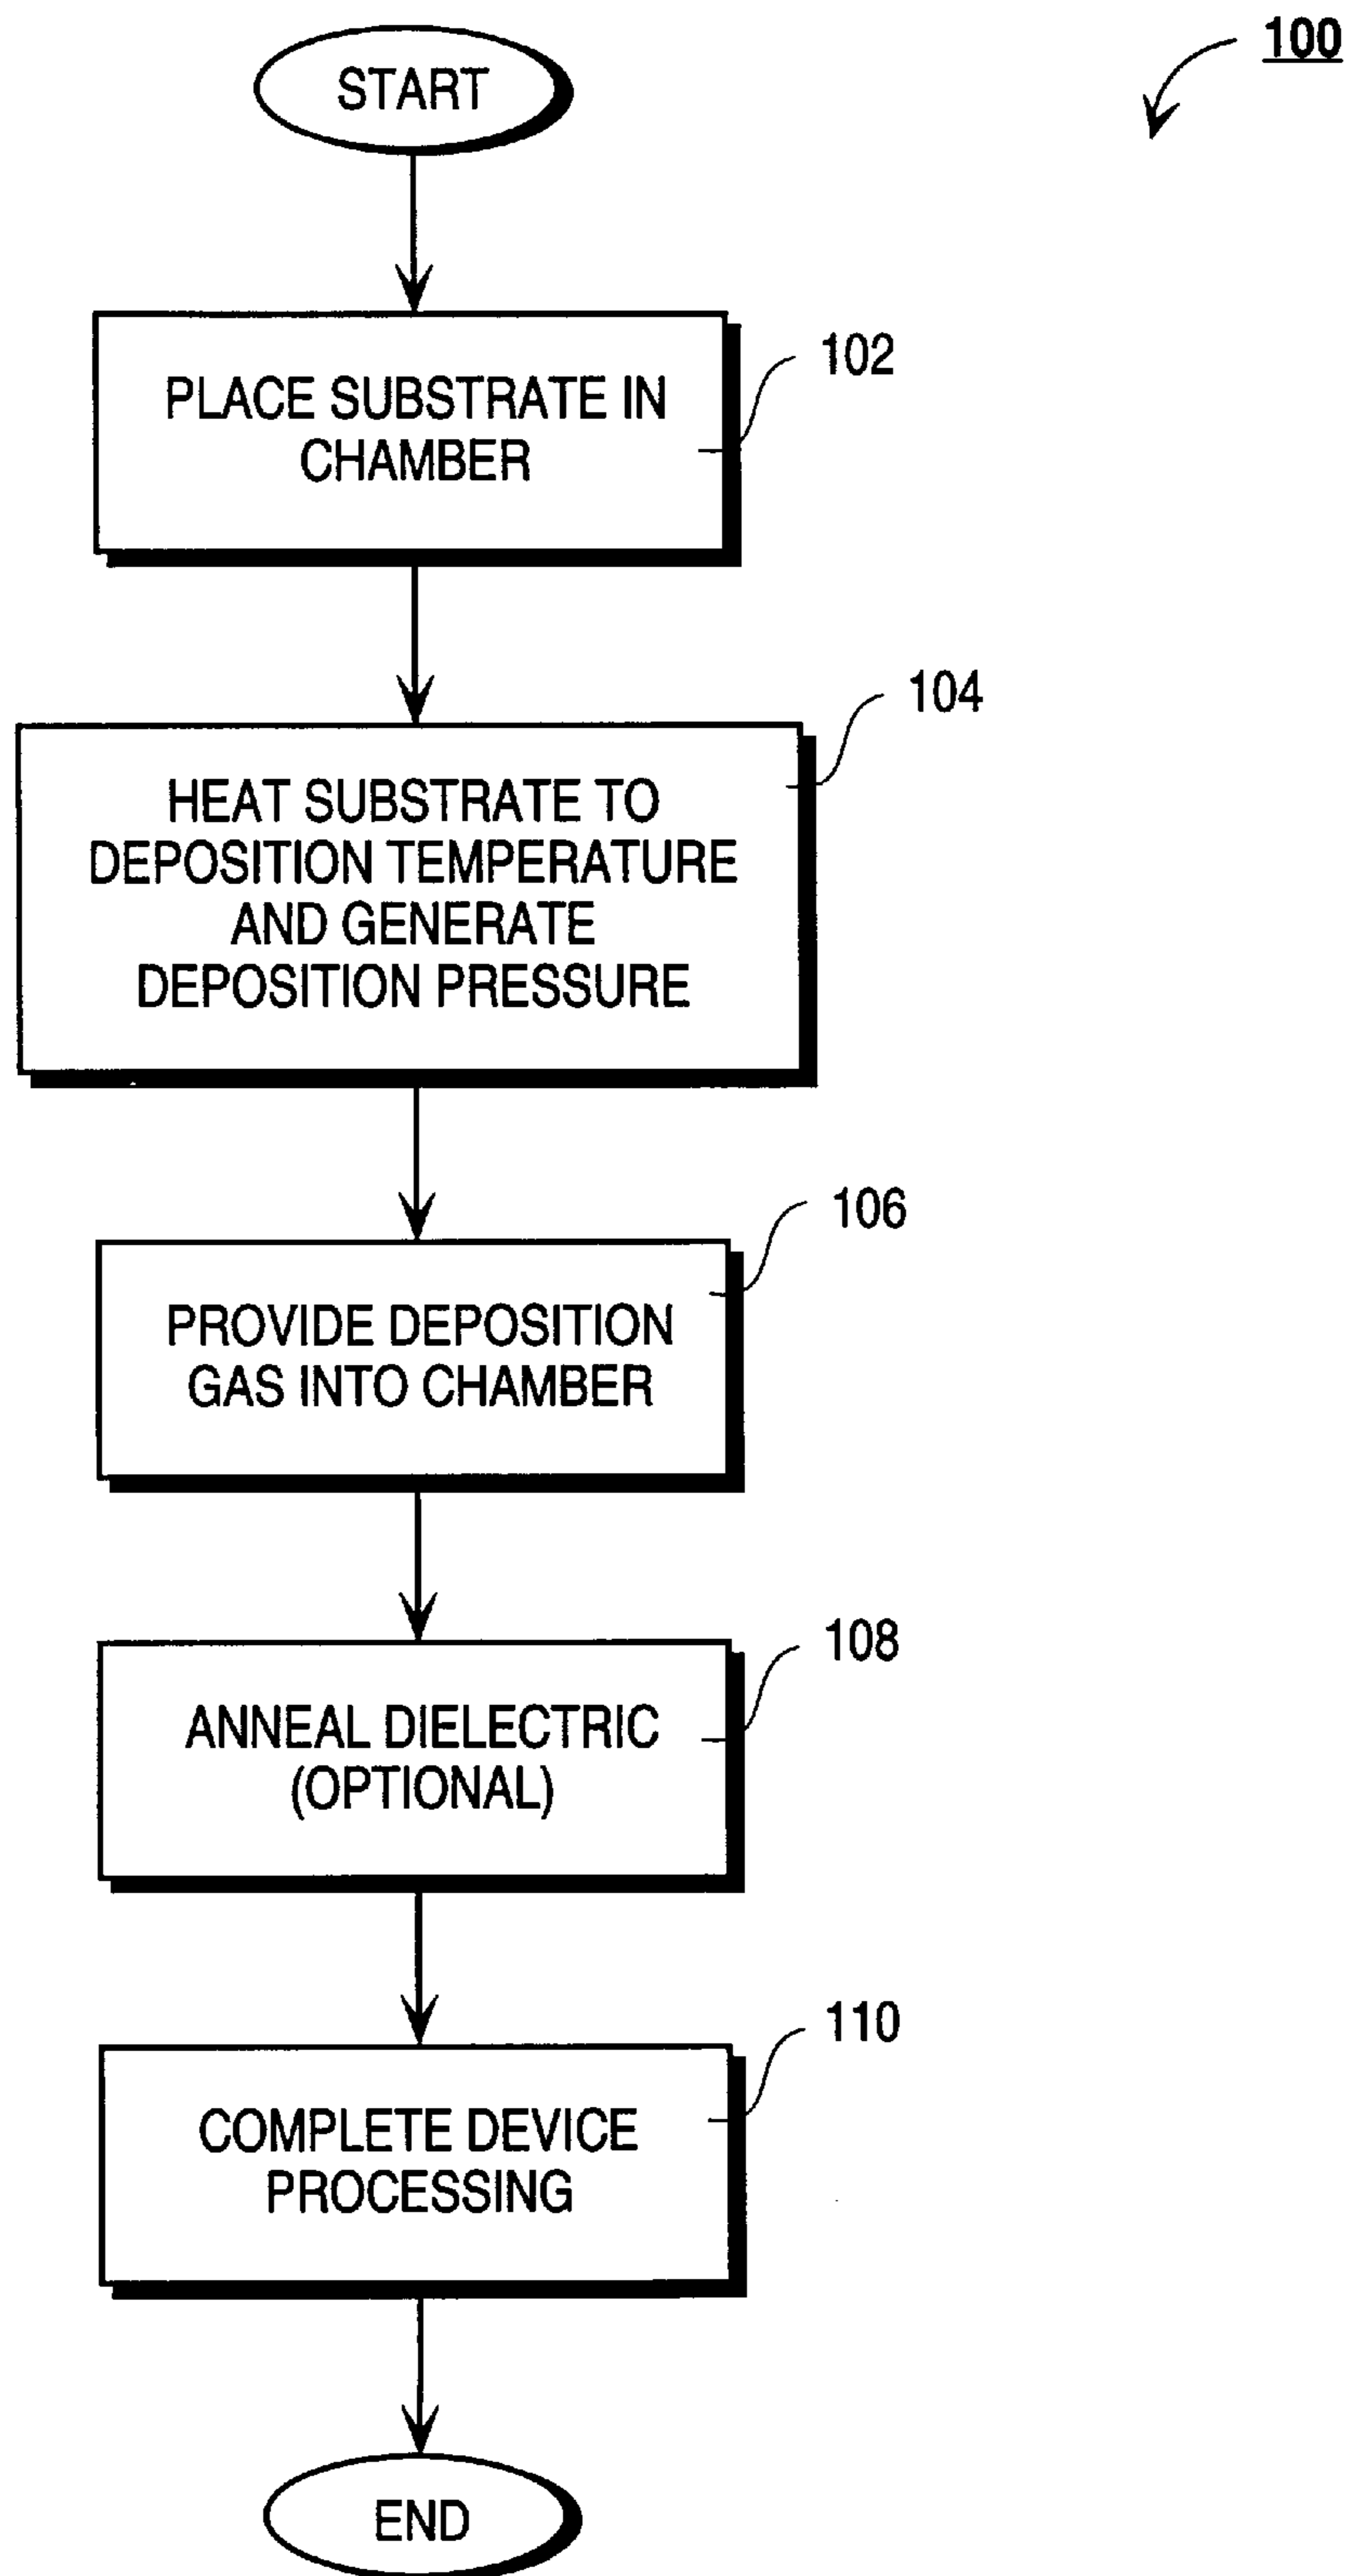 100
START
PLACE SUBSTRATE IN
CHAMBER
102
HEAT SUBSTRATE TO
DEPOSITION TEMPERATURE
AND GENERATE
DEPOSITION PRESSURE
104
PROVIDE DEPOSITION
GAS INTO CHAMBER
106
ANNEAL DIELECTRIC
(OPTIONAL)
108
COMPLETE DEVICE
PROCESSING
110
END